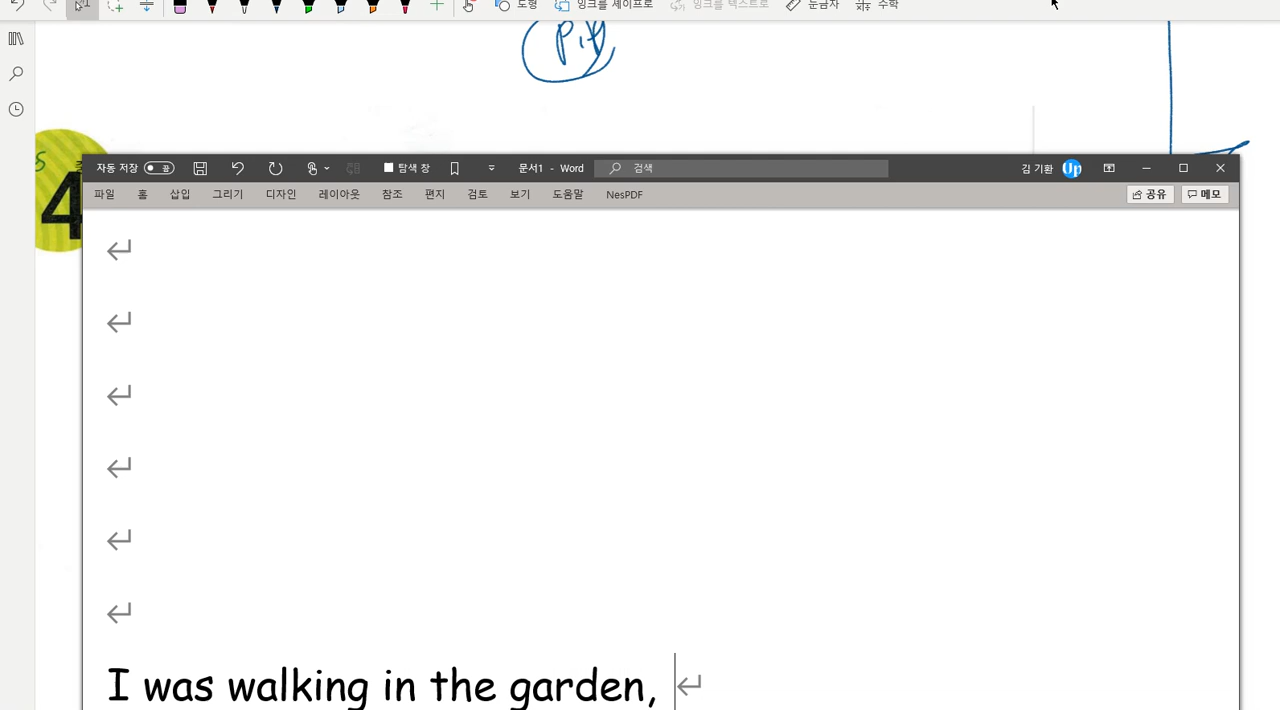 도형 잉크를 셰이프로 잉크를 텍스트로 눈금자 수학
4
자동 저장 끔 탐색 창 문서1 - Word 검색 김 기환 Up
파일 홈 삽입 그리기 디자인 레이아웃 참조 편지 검토 보기 도움말 NesPDF 공유 메모
I was walking in the garden,